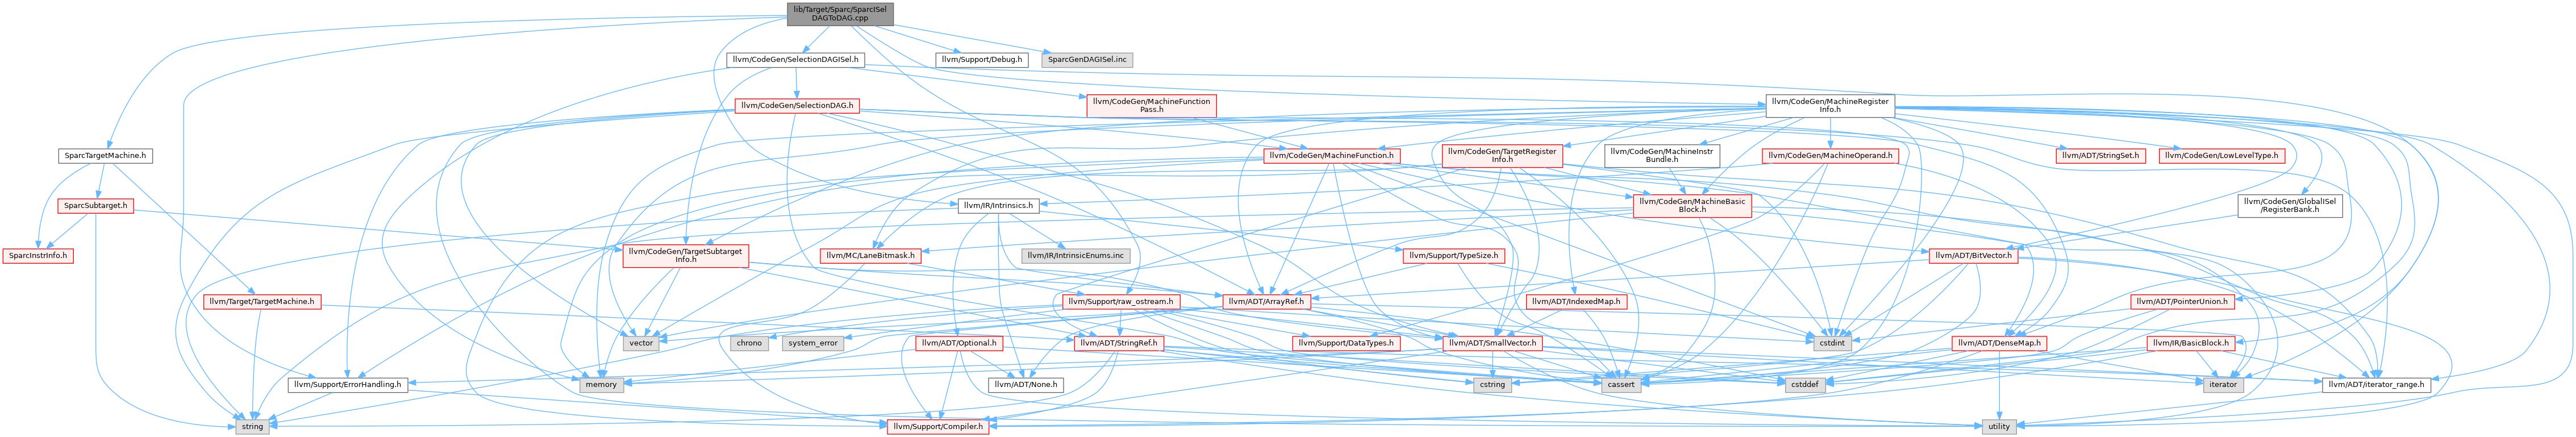 lib/Target/Sparc/SparcISel
DAGToDAG.cpp
llvm/CodeGen/SelectionDAGISel.h
llvm/Support/Debug.h
SparcGenDAGISel.inc
llvm/CodeGen/SelectionDAG.h
llvm/CodeGen/MachineFunction
Pass.h
llvm/CodeGen/MachineRegister
Info.h
SparcTargetMachine.h
llvm/CodeGen/MachineFunction.h
llvm/CodeGen/TargetRegister
Info.h
llvm/CodeGen/MachineInstr
Bundle.h
llvm/CodeGen/MachineOperand.h
llvm/ADT/StringSet.h
llvm/CodeGen/LowLevelType.h
SparcSubtarget.h
llvm/IR/Intrinsics.h
llvm/CodeGen/MachineBasic
Block.h
llvm/CodeGen/GlobalISel
/RegisterBank.h
SparcInstrInfo.h
llvm/CodeGen/TargetSubtarget
Info.h
llvm/MC/LaneBitmask.h
llvm/IR/IntrinsicEnums.inc
llvm/Support/TypeSize.h
llvm/ADT/BitVector.h
llvm/Target/TargetMachine.h
llvm/Support/raw_ostream.h
llvm/ADT/ArrayRef.h
llvm/ADT/IndexedMap.h
llvm/ADT/PointerUnion.h
vector
chrono
system_error
llvm/ADT/StringRef.h
llvm/ADT/Optional.h
llvm/Support/DataTypes.h
llvm/ADT/SmallVector.h
cstdint
llvm/ADT/DenseMap.h
llvm/IR/BasicBlock.h
llvm/Support/ErrorHandling.h
memory
llvm/ADT/None.h
cstring
cassert
cstddef
iterator
llvm/ADT/iterator_range.h
string
llvm/Support/Compiler.h
utility